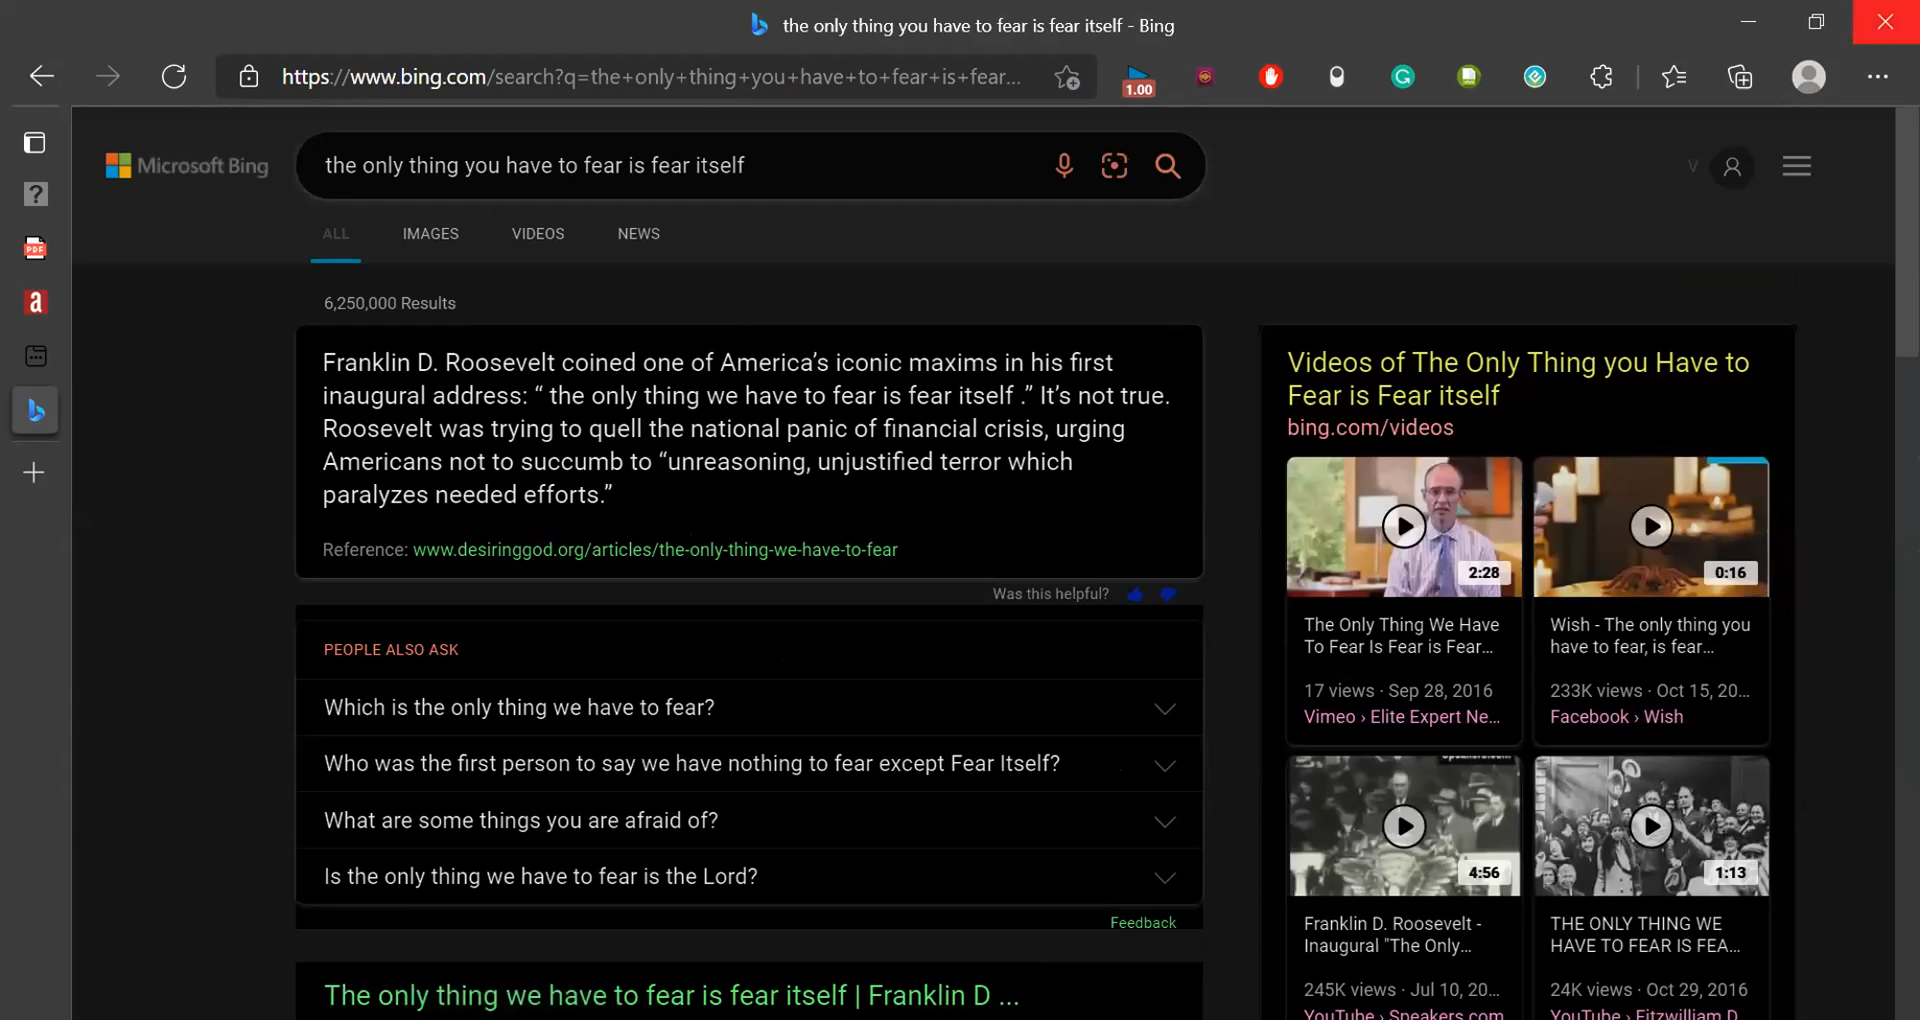 the only thing you have to fear is fear itself - Bing
https://www.bing.com/search?q=the+only+thing+you+have+to+fear+is+fear...
1.00
Microsoft Bing
the only thing you have to fear is fear itself
V
ALL IMAGES VIDEOS NEWS
6,250,000 Results
Franklin D. Roosevelt coined one of America’s iconic maxims in his first
inaugural address: “ the only thing we have to fear is fear itself .” It’s not true.
Roosevelt was trying to quell the national panic of financial crisis, urging
Americans not to succumb to “unreasoning, unjustified terror which
paralyzes needed efforts.”
Reference: www.desiringgod.org/articles/the-only-thing-we-have-to-fear
Was this helpful?
PEOPLE ALSO ASK
Which is the only thing we have to fear?
Who was the first person to say we have nothing to fear except Fear Itself?
What are some things you are afraid of?
Is the only thing we have to fear is the Lord?
Feedback
The only thing we have to fear is fear itself | Franklin D ...
Videos of The Only Thing you Have to
Fear is Fear itself
bing.com/videos
2:28
The Only Thing We Have
To Fear Is Fear is Fear...
17 views · Sep 28, 2016
Vimeo › Elite Expert Ne...
0:16
Wish - The only thing you
have to fear, is fear...
233K views · Oct 15, 20...
Facebook › Wish
4:56
Franklin D. Roosevelt -
Inaugural "The Only...
245K views · Jul 10, 20...
YouTube › Speakers.com
1:13
THE ONLY THING WE
HAVE TO FEAR IS FEA...
24K views · Oct 29, 2016
YouTube › Fitzwilliam D
PDF
a